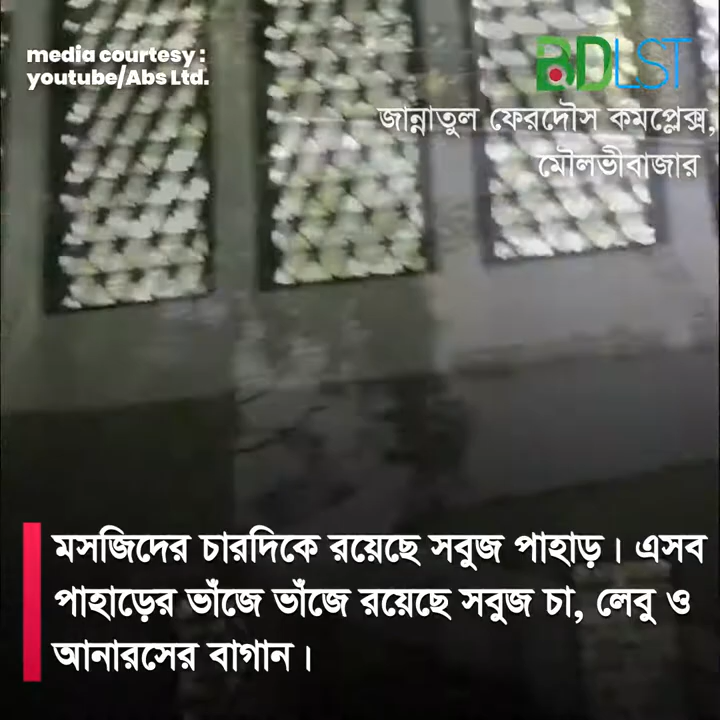 media courtesy :
youtube/Abs Ltd.
BDLST
জান্নাতুল ফেরদৌস কমপ্লেক্স,
মৌলভীবাজার
মসজিদের চারদিকে রয়েছে সবুজ পাহাড়। এসব
পাহাড়ের ভাঁজে ভাঁজে রয়েছে সবুজ চা, লেবু ও
আনারসের বাগান।